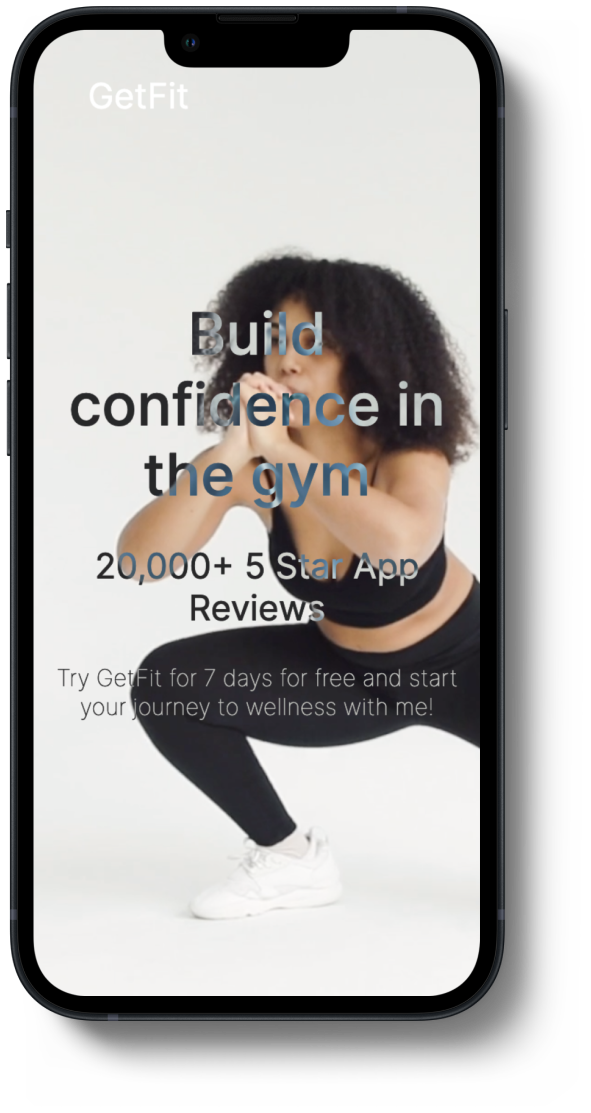 GetFit
Build
confidence in
the gym
20,000+ 5 Star App
Reviews
Try GetFit for 7 days for free and start
your journey to wellness with me!